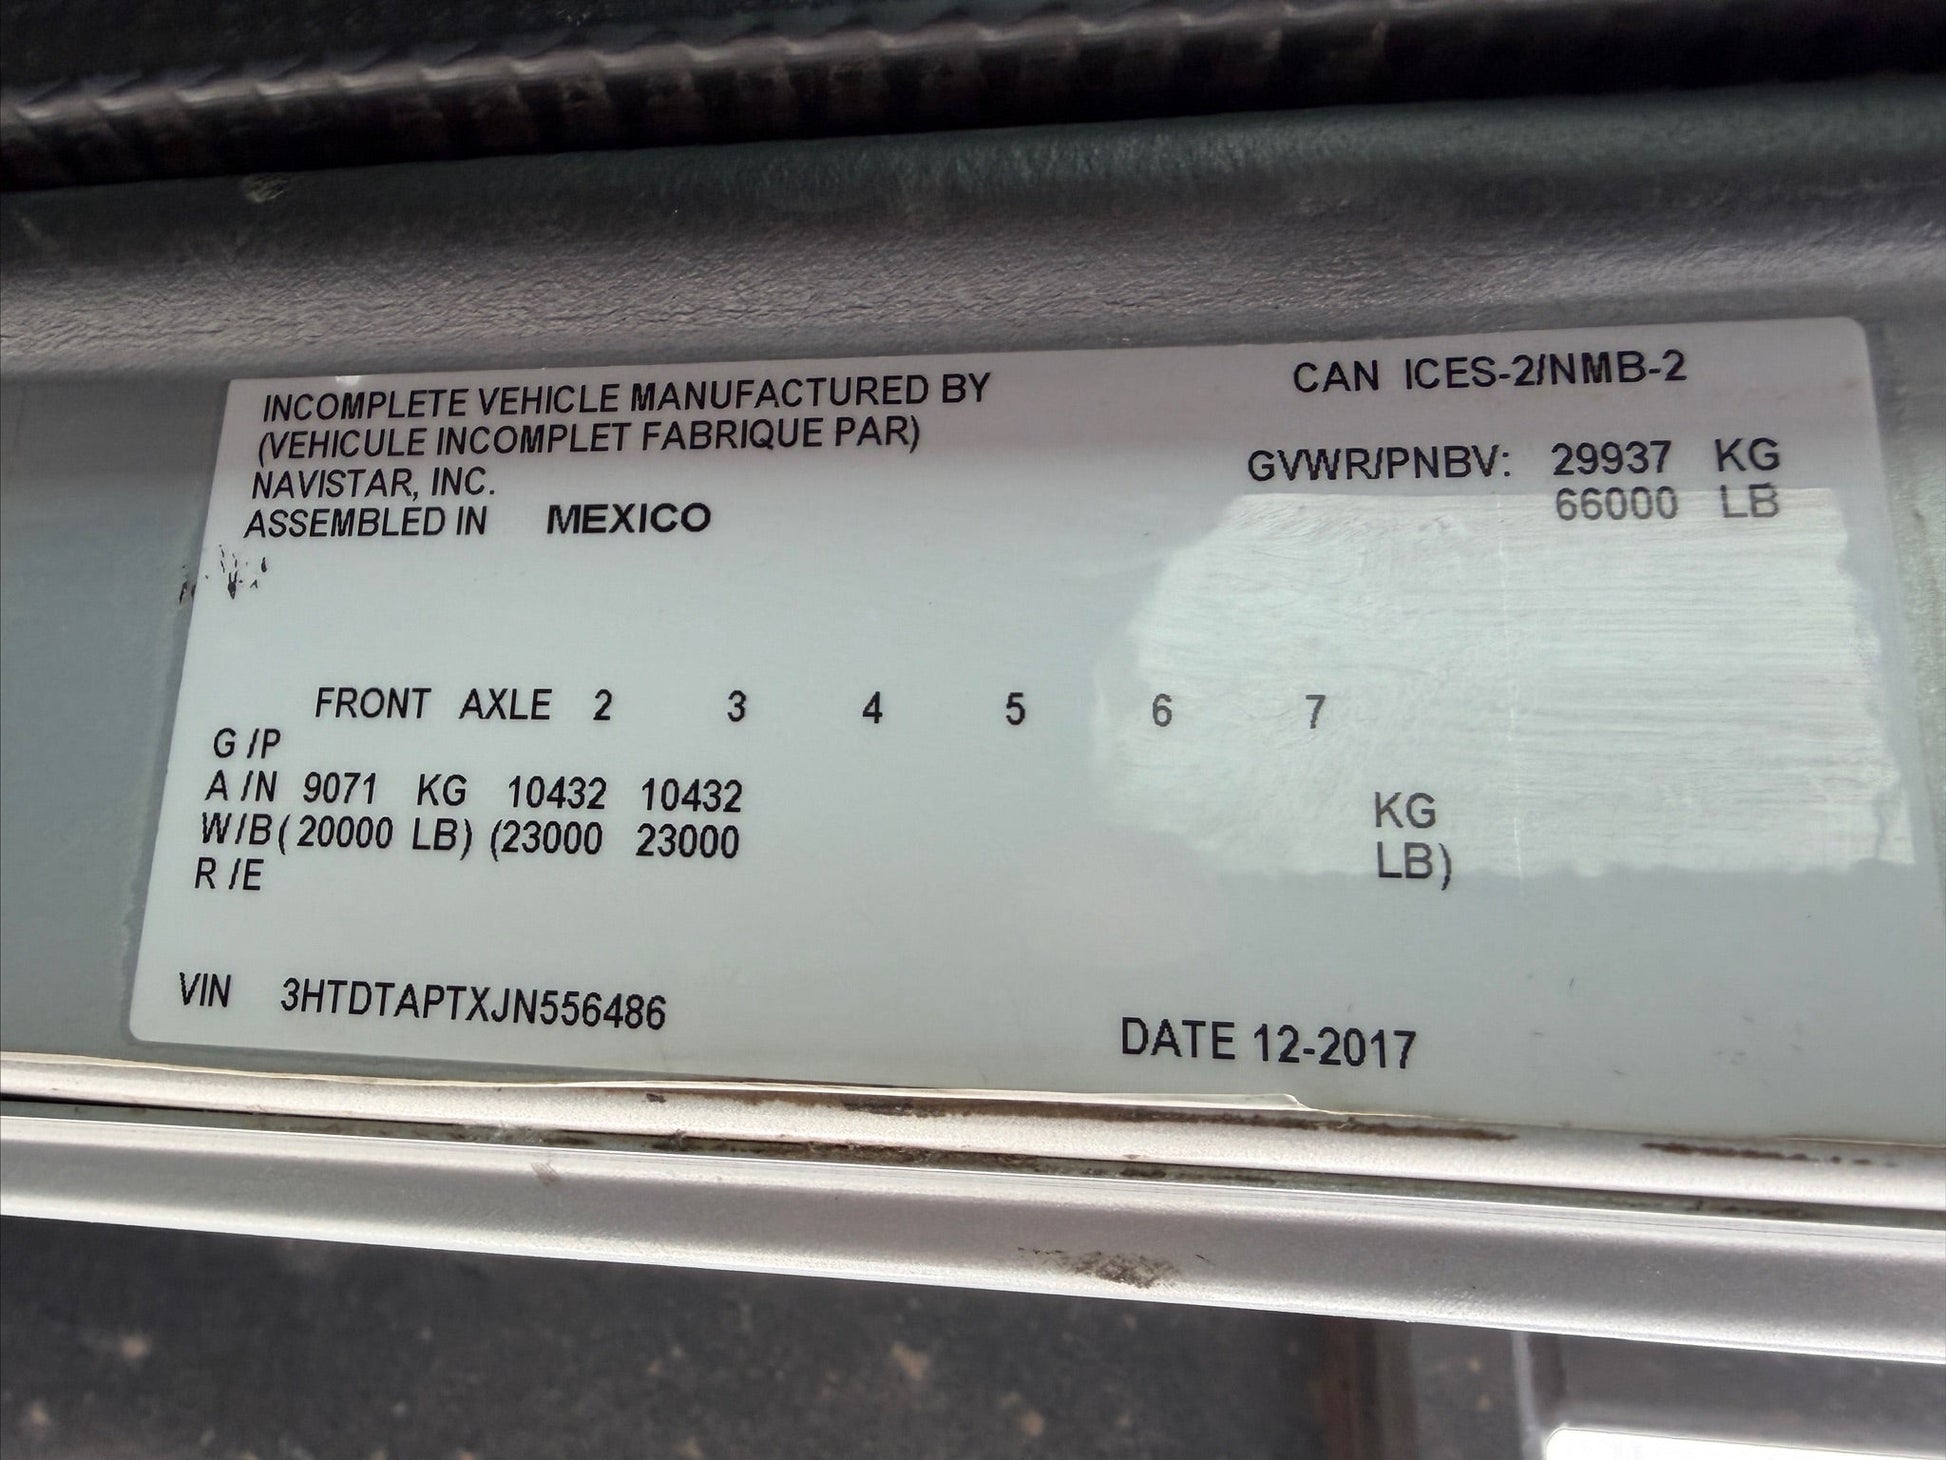 INCOMPLETE VEHICLE MANUFACTURED BY
(VEHICULE INCOMPLET FABRIQUE PAR)
NAVISTAR, INC.
ASSEMBLED IN MEXICO
CAN ICES-2/NMB-2
GVWR/PNBV: 29937 KG
66000 LB
FRONT AXLE 2 3 4 5 6 7
G/P
A/N 9071 KG 10432 10432 KG
W/B (20000 LB) (23000 23000 LB)
R/E
VIN 3HTDTAPTXJN556486
DATE 12-2017